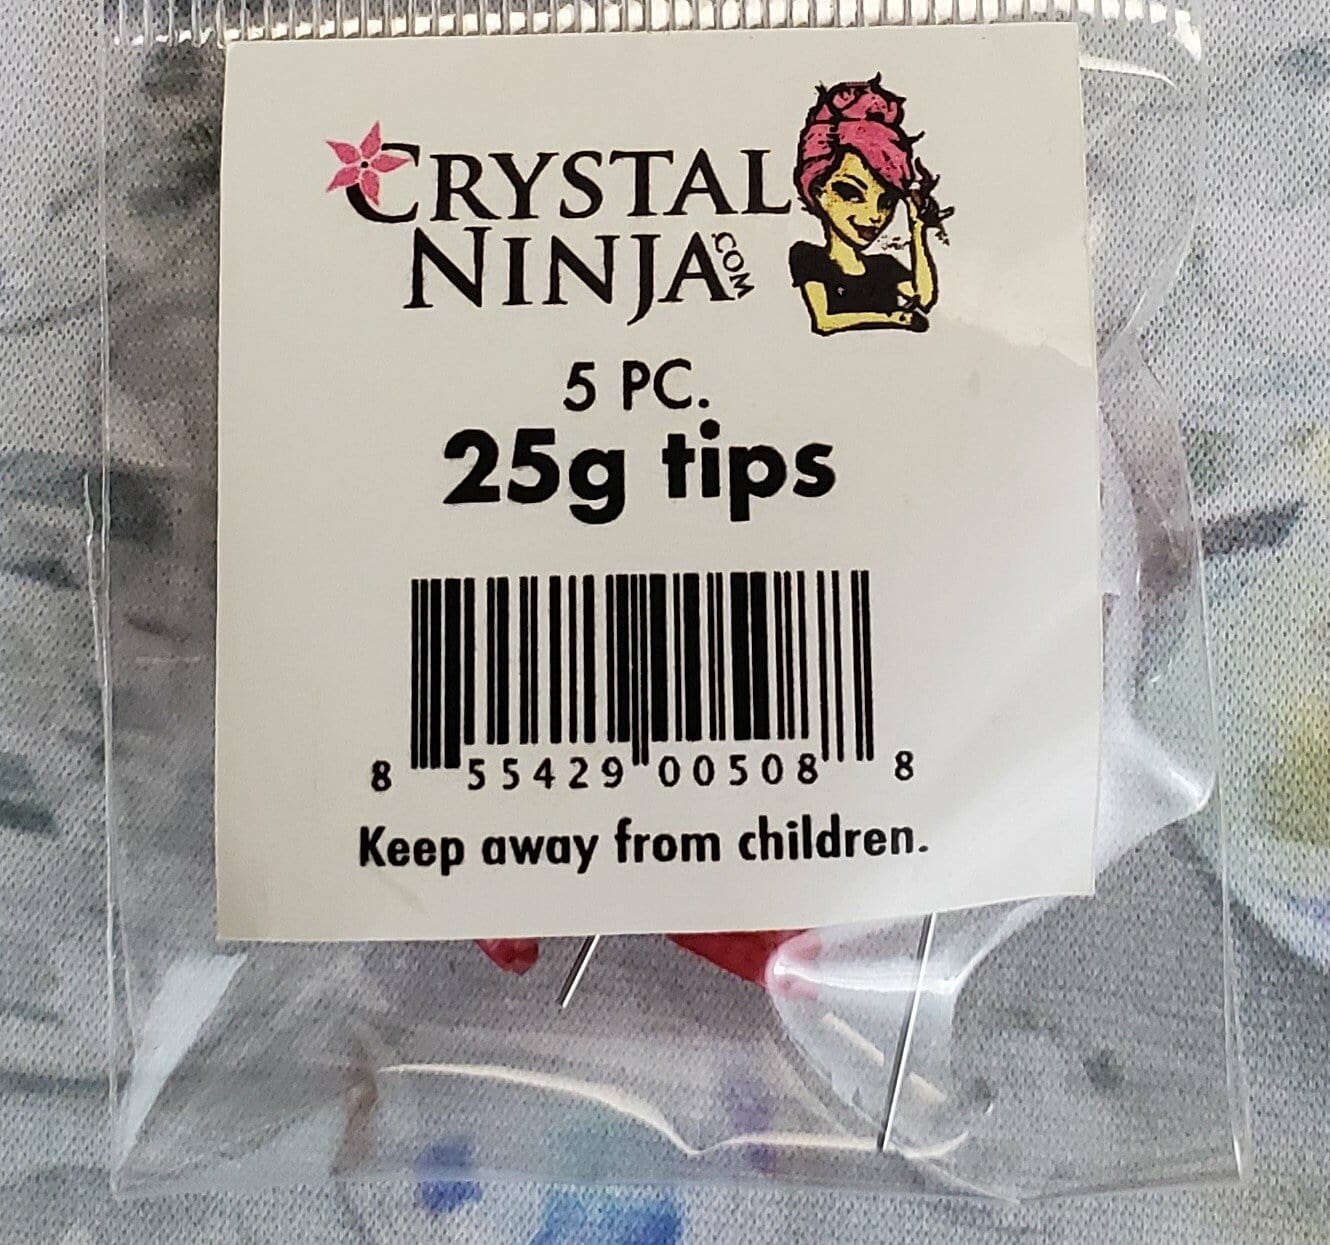 CRYSTAL
NINJA.COM
5 PC.
25g tips
8 55429 00508 8
Keep away from children.